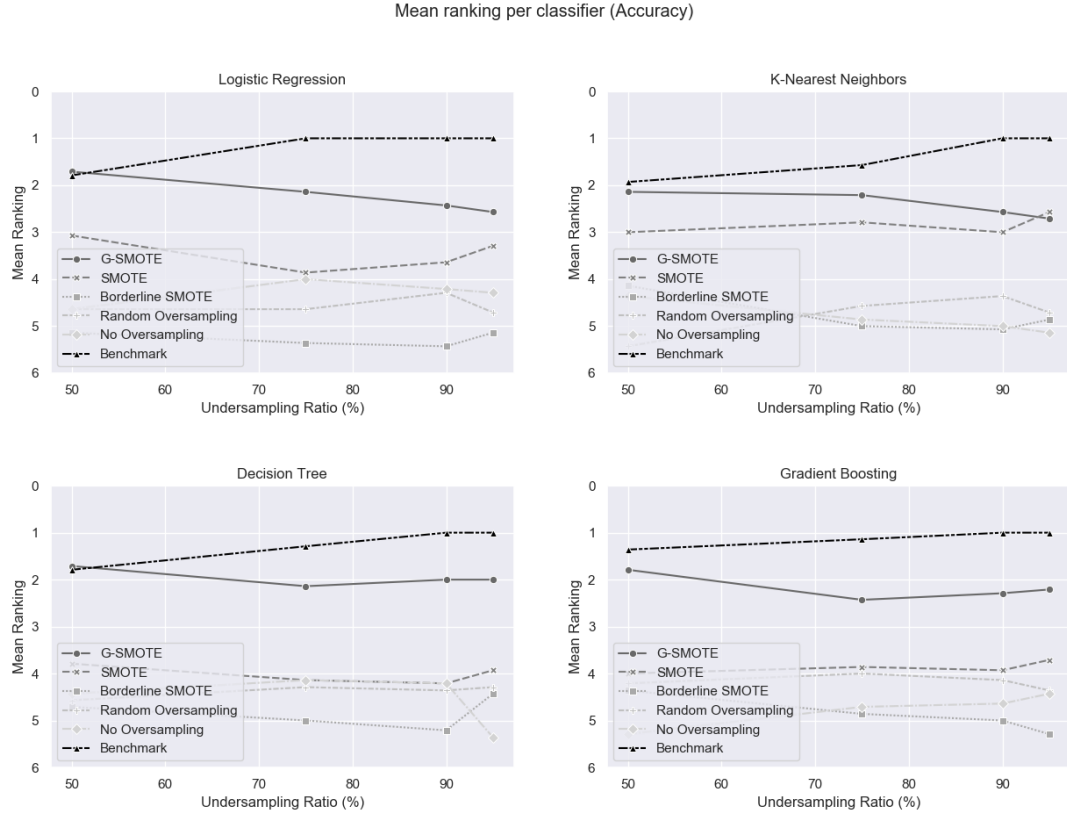 Mean ranking per classifier (Accuracy)
Logistic Regression
0
1
2
3
4
5
6
Mean Ranking
G-SMOTE
SMOTE
Borderline SMOTE
Random Oversampling
No Oversampling
Benchmark
50 60 70 80 90
Undersampling Ratio (%)
K-Nearest Neighbors
0
1
2
3
4
5
6
Mean Ranking
G-SMOTE
SMOTE
Borderline SMOTE
Random Oversampling
No Oversampling
Benchmark
50 60 70 80 90
Undersampling Ratio (%)
Decision Tree
0
1
2
3
4
5
6
Mean Ranking
G-SMOTE
SMOTE
Borderline SMOTE
Random Oversampling
No Oversampling
Benchmark
50 60 70 80 90
Undersampling Ratio (%)
Gradient Boosting
0
1
2
3
4
5
6
Mean Ranking
G-SMOTE
SMOTE
Borderline SMOTE
Random Oversampling
No Oversampling
Benchmark
50 60 70 80 90
Undersampling Ratio (%)